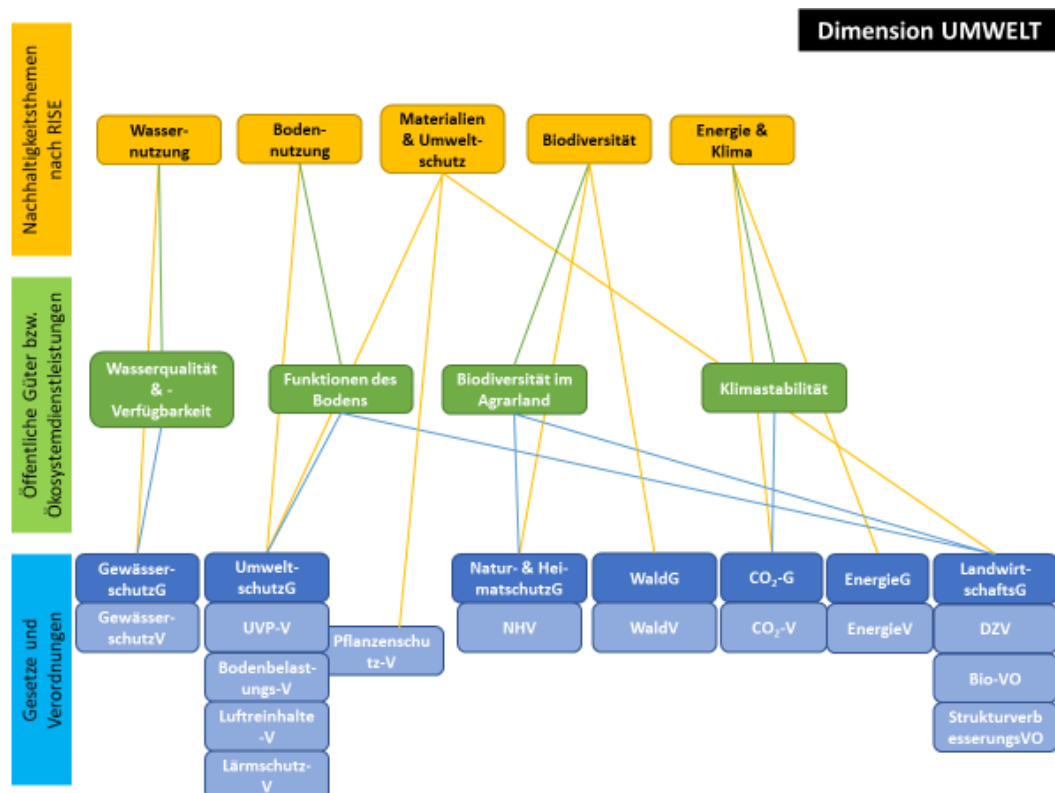 Dimension UMWELT
Nachhaltigkeitsthemen
nach RISE
Wasser-
nutzung
Boden-
nutzung
Materialien
& Umwelt-
schutz
Biodiversität
Energie &
Klima
Öffentliche Güter bzw.
Ökosystemdienstleistungen
Wasserqualität
& -
Verfügbarkeit
Funktionen des
Bodens
Biodiversität im
Agrarland
Klimastabilität
Gesetze und
Verordnungen
Gewässer-
schutzG
Gewässer-
schutzV
Umwelt-
schutzG
UVP-V
Bodenbelast-
ungs-V
Luftreinhalte
-V
Lärmschutz-
V
Pflanzenschu
tz-V
Natur- & Hei-
matschutzG
NHV
WaldG
WaldV
CO₂-G
CO₂-V
EnergieG
EnergieV
Landwirt-
schaftsG
DZV
Bio-VO
Strukturverb
esserungsVO